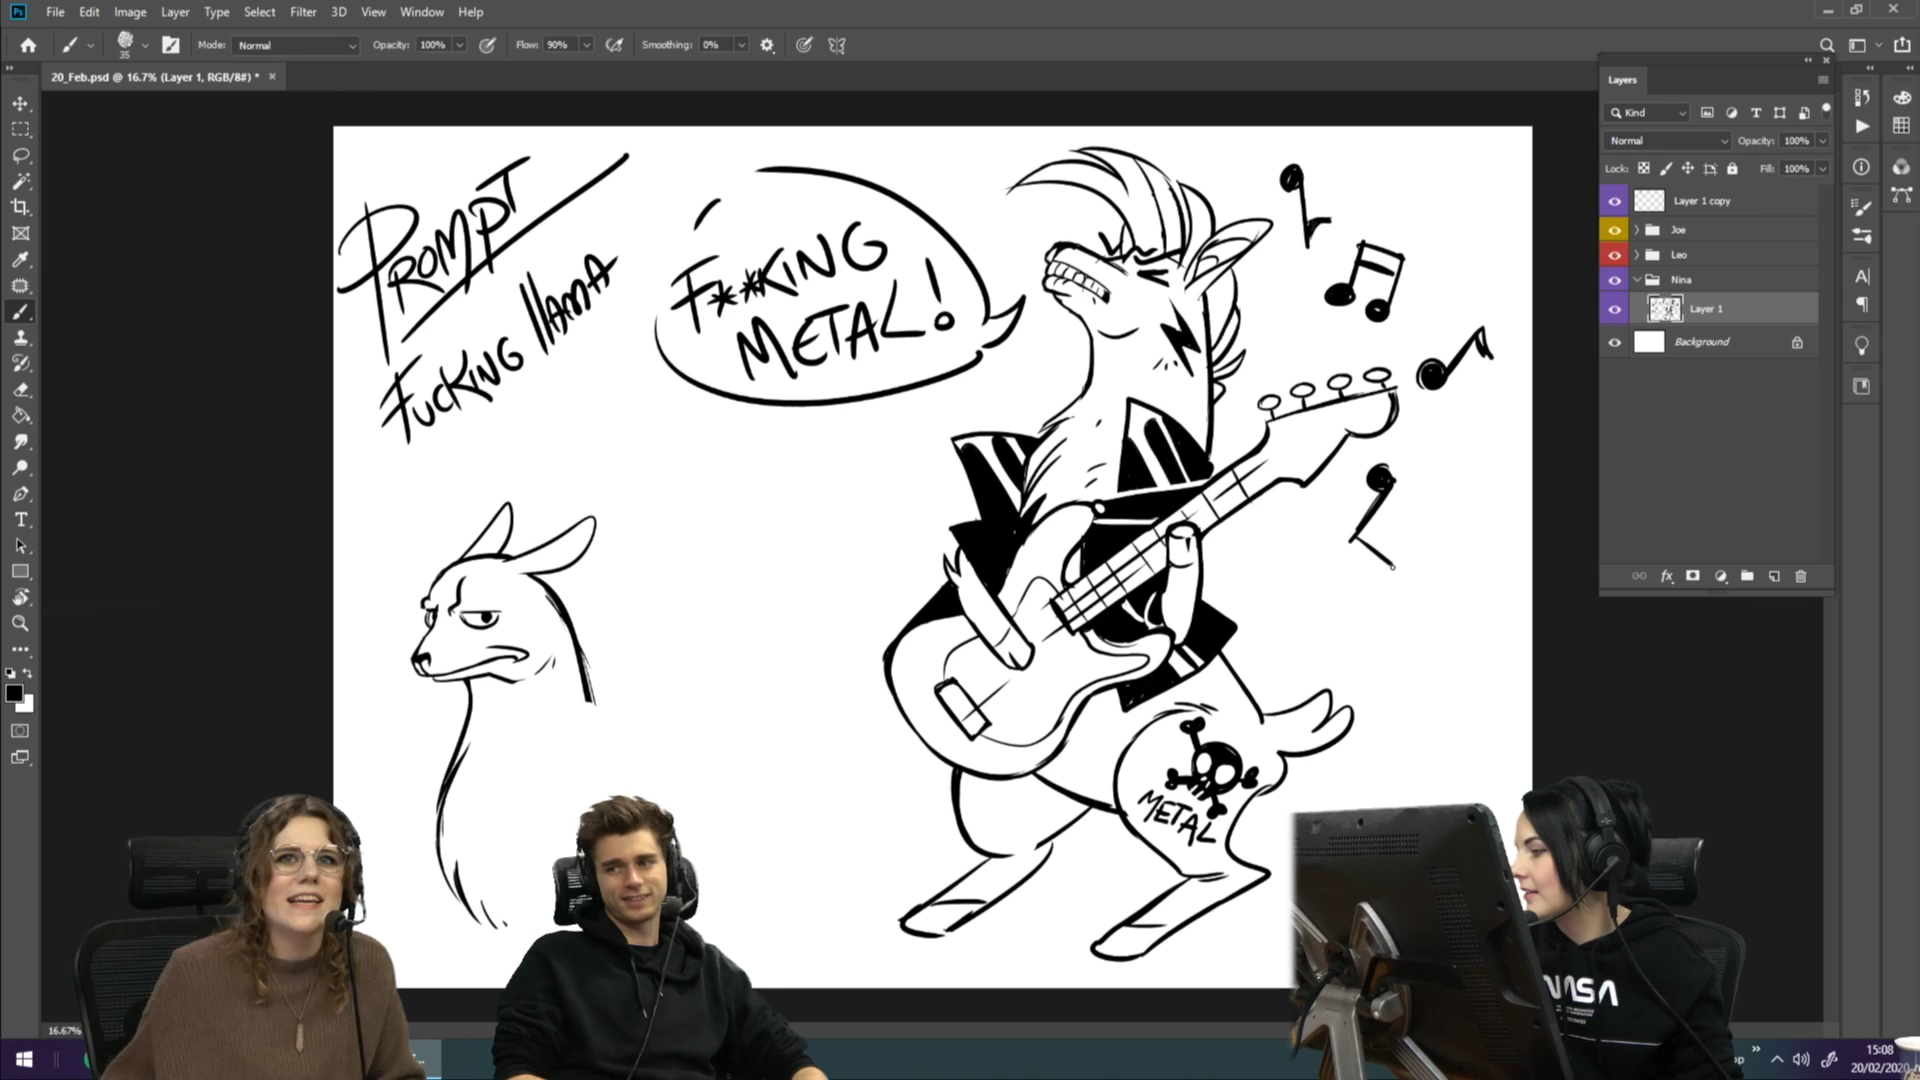 File Edit Image Layer Type Select Filter 3D View Window Help
35 Mode: Normal Opacity: 100% Flow: 90% Smoothing: 0%
20_Feb.psd @ 16.7% (Layer 1, RGB/8#) *
Layers
Kind
Normal Opacity: 100%
Lock: Fill: 100%
Layer 1 copy
Joe
Leo
Nina
Layer 1
Background
PROMPT
FUCKING llAMA
F**KING
METAL!
METAL
NASA
16.67%
15:08
20/02/2020